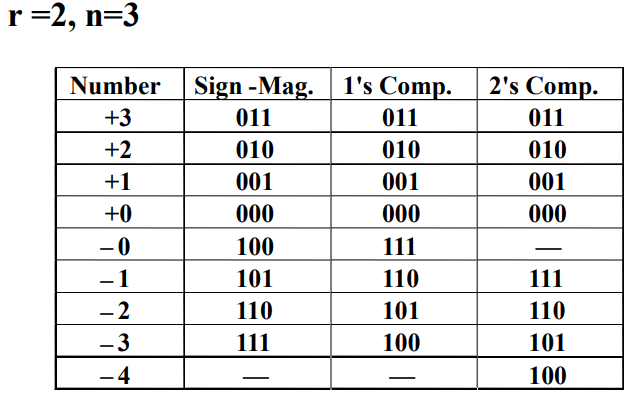 r =2, n=3
Number Sign -Mag. 1's Comp. 2's Comp.
+3 011 011 011
+2 010 010 010
+1 001 001 001
+0 000 000 000
– 0 100 111 —
– 1 101 110 111
– 2 110 101 110
– 3 111 100 101
– 4 — — 100